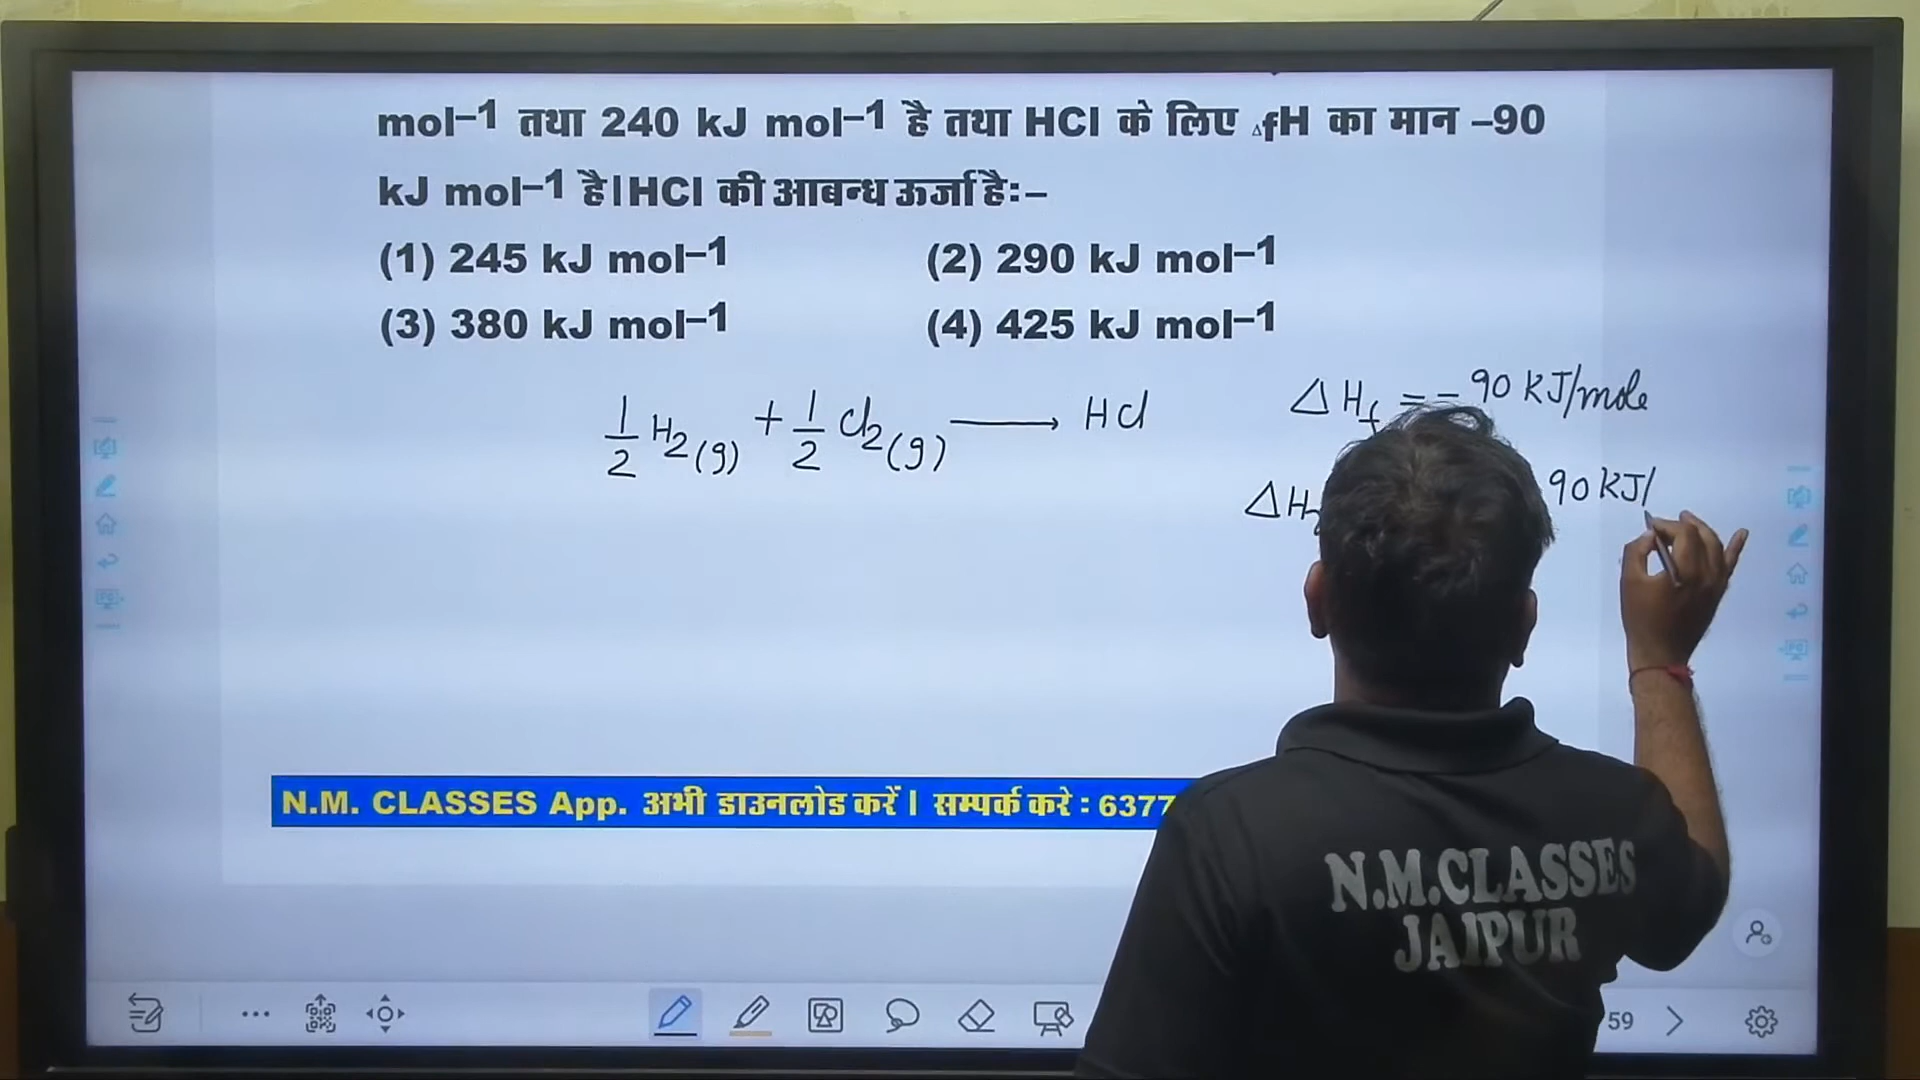 mol–1 तथा 240 kJ mol–1 है तथा HCl के लिए ΔfH का मान –90
kJ mol–1 है। HCl की आबन्ध ऊर्जा है:–
(1) 245 kJ mol–1 (2) 290 kJ mol–1
(3) 380 kJ mol–1 (4) 425 kJ mol–1
1/2 H2(g) + 1/2 Cl2(g) ⟶ HCl ΔHf = -90 KJ/mole
ΔH 90 KJ/
N.M. CLASSES App. अभी डाउनलोड करें। सम्पर्क करे : 6377
N.M.CLASSES
JAIPUR
59